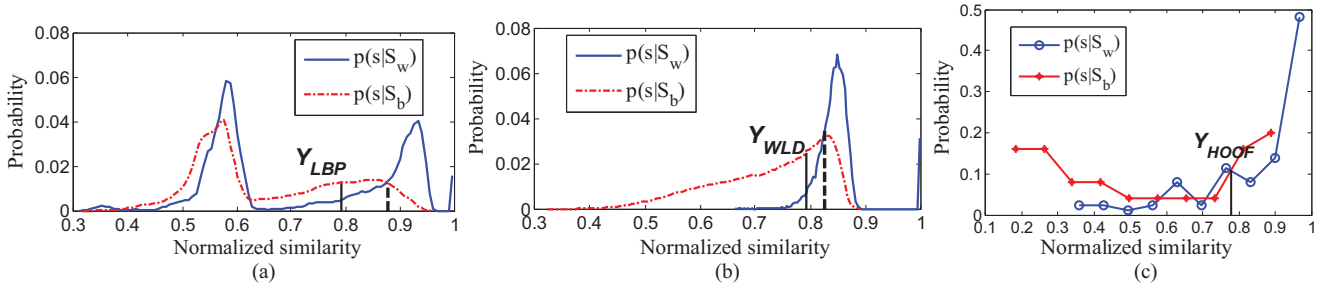 0.08
0.06
0.04
0.02
0
Probability
p(s|S_w)
p(s|S_b)
Y_LBP
0.3 0.4 0.5 0.6 0.7 0.8 0.9 1
Normalized similarity
(a)
0.08
0.06
0.04
0.02
0
Probability
p(s|S_w)
p(s|S_b)
Y_WLD
0.3 0.4 0.5 0.6 0.7 0.8 0.9 1
Normalized similarity
(b)
0.5
0.4
0.3
0.2
0.1
0
Probability
p(s|S_w)
p(s|S_b)
Y_HOOF
0.1 0.2 0.3 0.4 0.5 0.6 0.7 0.8 0.9 1
Normalized similarity
(c)